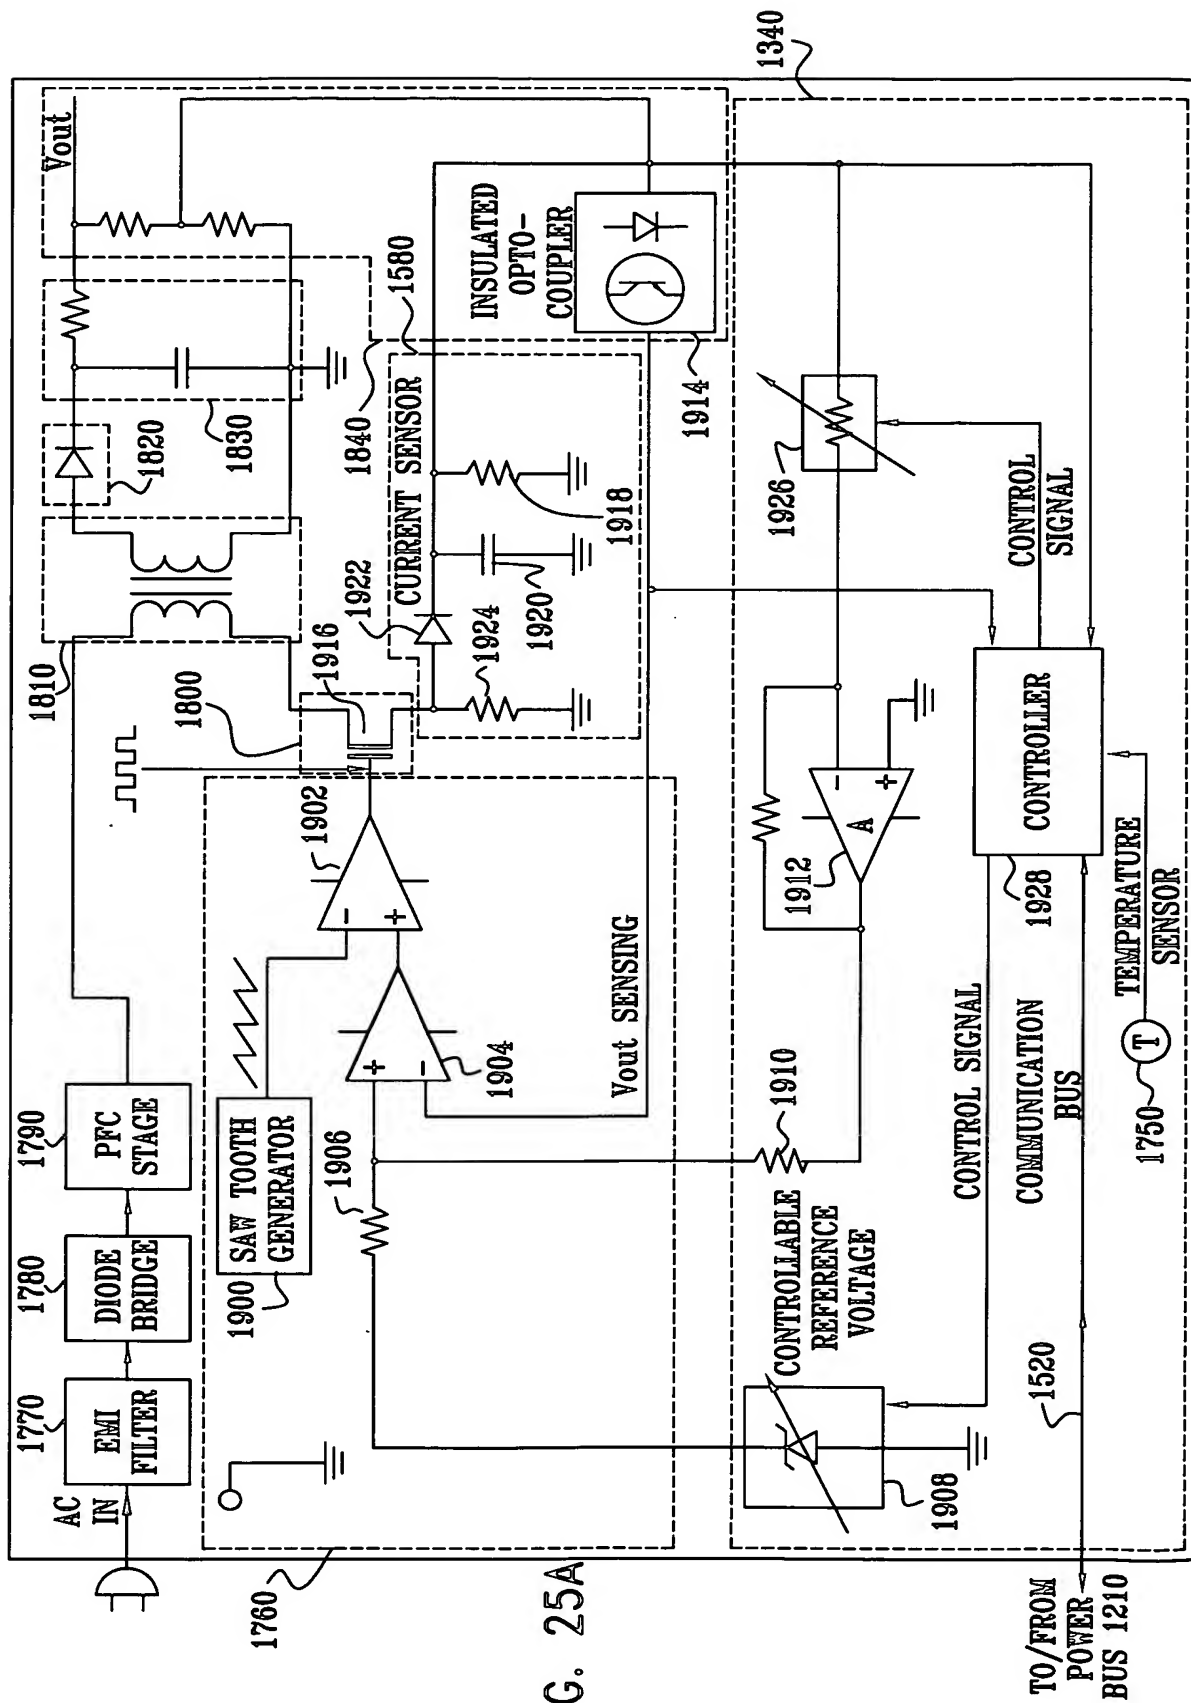 AC
IN
1770
EMI
FILTER
1780
DIODE
BRIDGE
1790
PFC
STAGE
1810
1820
1830
Vout
1760
1900
SAW TOOTH
GENERATOR
1902
1904
1906
1800
1916
1922
1924
CURRENT SENSOR
1920
1918
1840
1580
INSULATED
OPTO-
COUPLER
1914
Vout SENSING
1340
CONTROLLABLE
REFERENCE
VOLTAGE
1908
1910
1912
A
1926
CONTROL
SIGNAL
CONTROL SIGNAL
CONTROLLER
1928
COMMUNICATION
BUS
1520
TEMPERATURE
SENSOR
T
1750
TO/FROM
POWER
BUS 1210
G. 25A